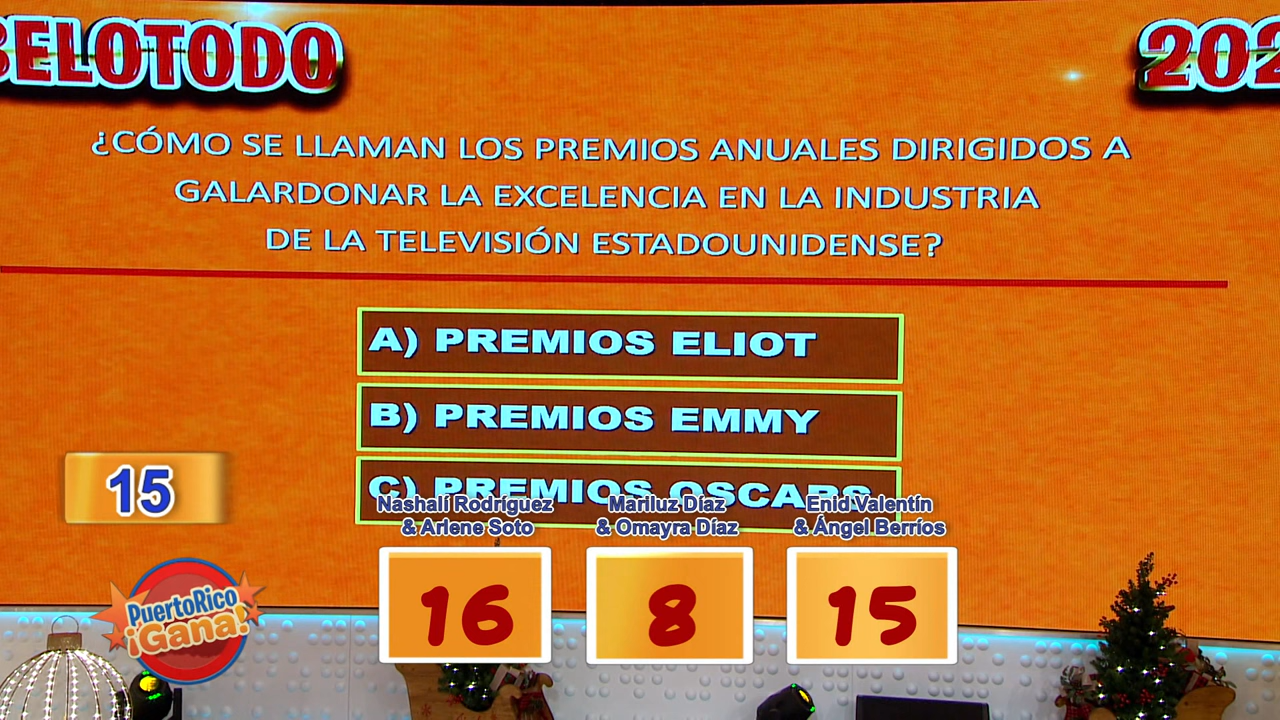 BELOTODO
202
¿CÓMO SE LLAMAN LOS PREMIOS ANUALES DIRIGIDOS A
GALARDONAR LA EXCELENCIA EN LA INDUSTRIA
DE LA TELEVISIÓN ESTADOUNIDENSE?
A) PREMIOS ELIOT
B) PREMIOS EMMY
C) PREMIOS OSCARS
15
Nashalí Rodríguez
& Arlene Soto
Mariluz Díaz
& Omayra Díaz
Enid Valentín
& Ángel Berríos
16
8
15
PuertoRico
¡Gana!